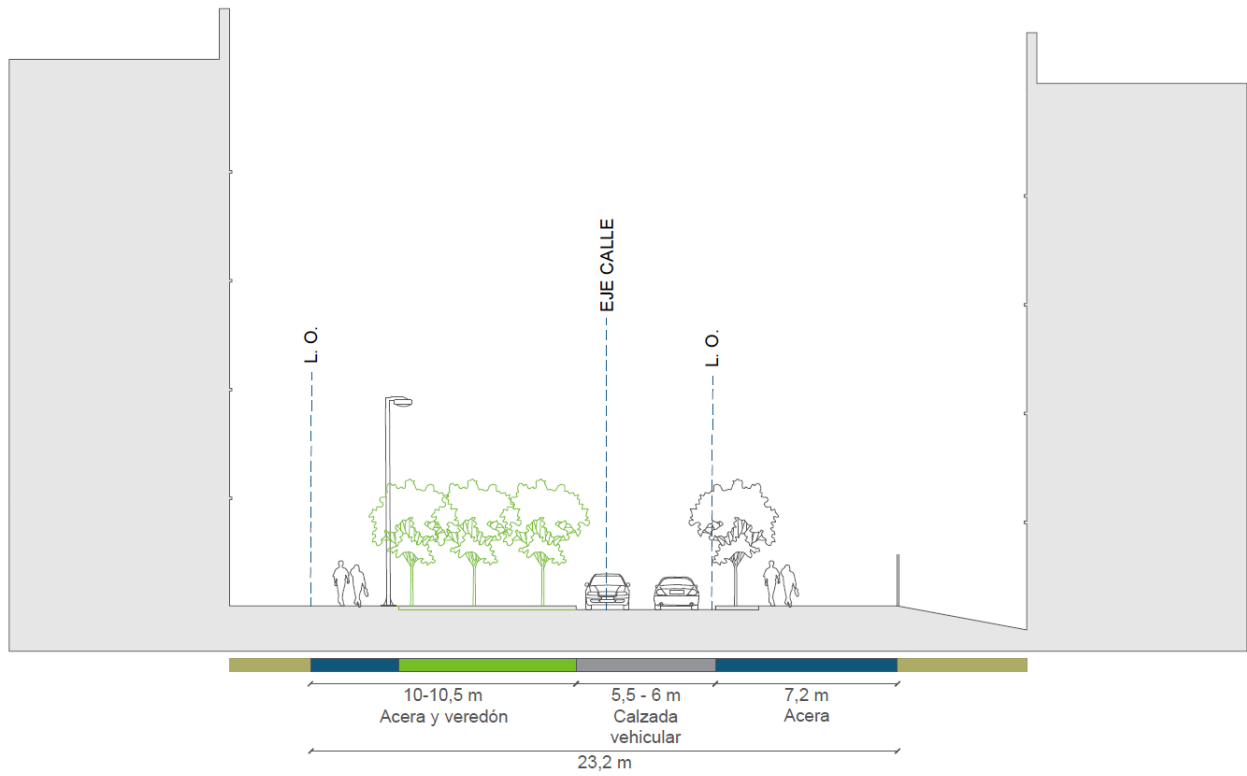 EJE CALLE
L. O.
L. O.
10-10,5 m
Acera y veredón
5,5 - 6 m
Calzada
vehicular
7,2 m
Acera
23,2 m